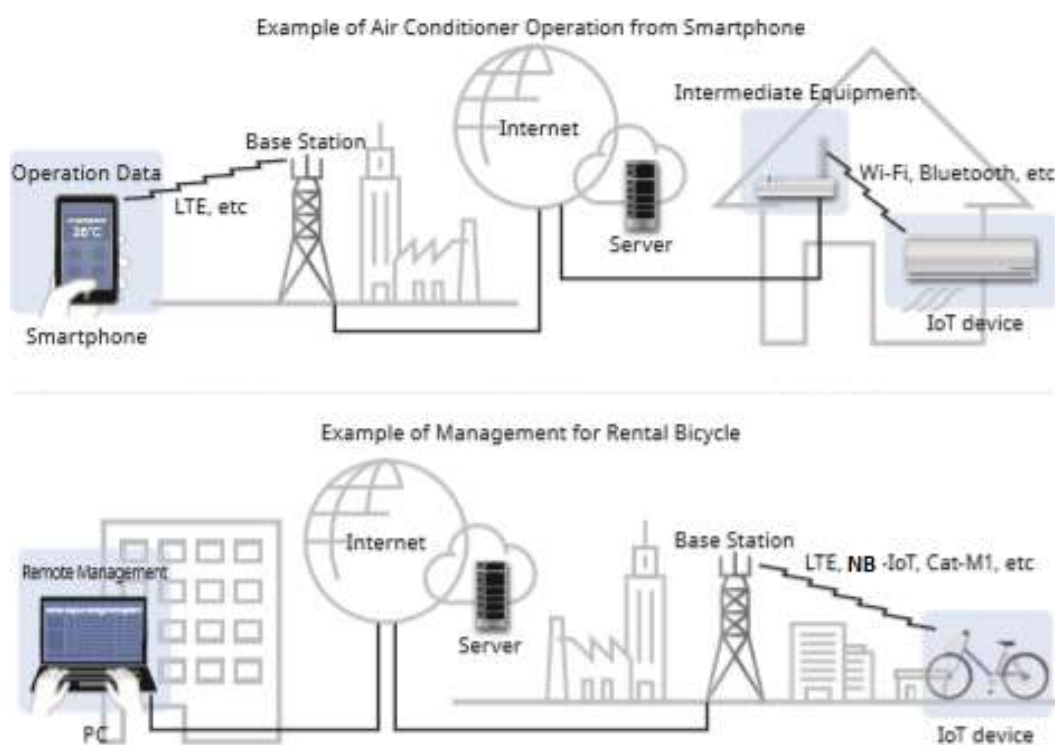 Example of Air Conditioner Operation from Smartphone
Intermediate Equipment
Internet
Base Station
Operation Data
Wi-Fi, Bluetooth, etc
LTE, etc
Server
IoT device
Smartphone
Example of Management for Rental Bicycle
Internet
Base Station
LTE, NB -IoT, Cat-M1, etc
Remote Management
Server
PC
IoT device